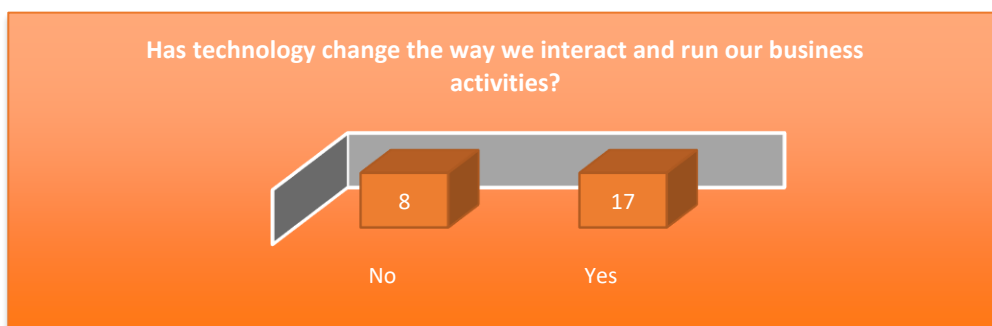 Has technology change the way we interact and run our business
activities?
8
17
No
Yes